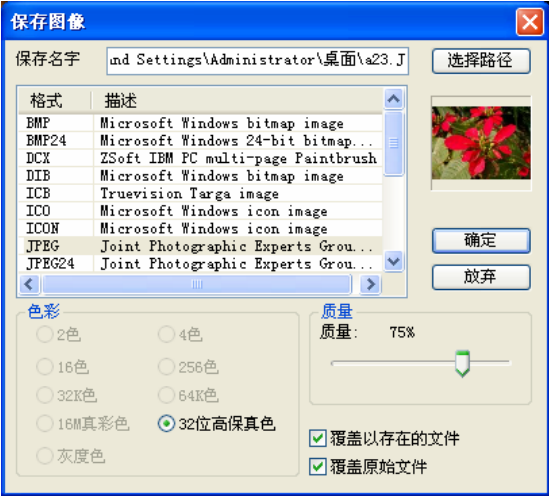 保存图像
保存名字 and Settings\Administrator\桌面\a23.J 选择路径
格式 描述
BMP Microsoft Windows bitmap image
BMP24 Microsoft Windows 24-bit bitmap...
DCX ZSoft IBM PC multi-page Paintbrush
DIB Microsoft Windows bitmap image
ICB Truevision Targa image
ICO Microsoft Windows icon image
ICON Microsoft Windows icon image
JPEG Joint Photographic Experts Grou...
JPEG24 Joint Photographic Experts Grou...
确定
放弃
色彩
2色 4色
16色 256色
32K色 64K色
16M真彩色 32位高保真色
灰度色
质量
质量: 75%
覆盖以存在的文件
覆盖原始文件